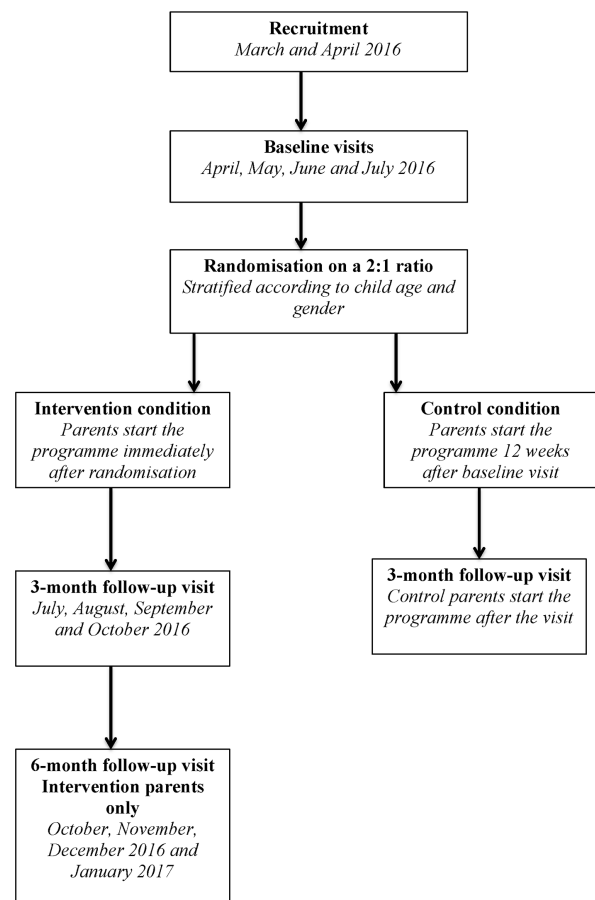 Recruitment
March and April 2016
Baseline visits
April, May, June and July 2016
Randomisation on a 2:1 ratio
Stratified according to child age and
gender
Intervention condition
Parents start the
programme immediately
after randomisation
Control condition
Parents start the
programme 12 weeks
after baseline visit
3-month follow-up visit
July, August, September
and October 2016
3-month follow-up visit
Control parents start the
programme after the visit
6-month follow-up visit
Intervention parents
only
October, November,
December 2016 and
January 2017